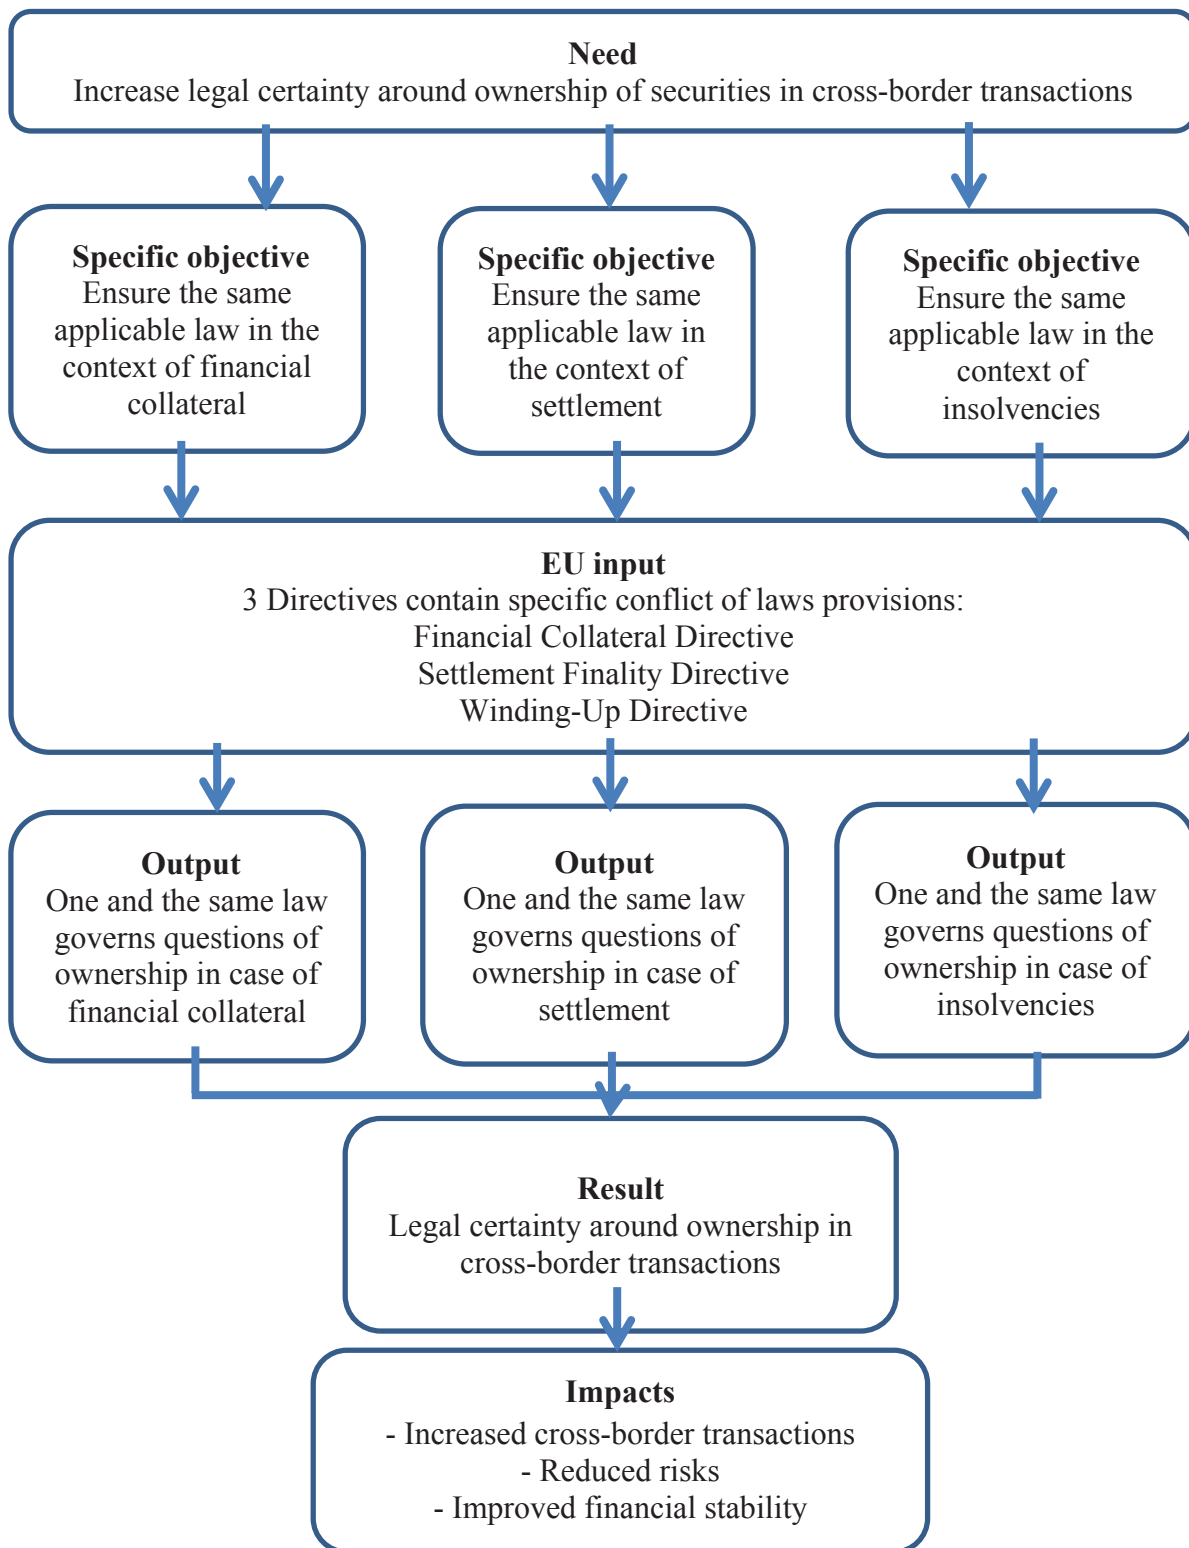 Need
Increase legal certainty around ownership of securities in cross-border transactions
Specific objective
Ensure the same
applicable law in the
context of financial
collateral
Specific objective
Ensure the same
applicable law in
the context of
settlement
Specific objective
Ensure the same
applicable law in the
context of
insolvencies
EU input
3 Directives contain specific conflict of laws provisions:
Financial Collateral Directive
Settlement Finality Directive
Winding-Up Directive
Output
One and the same law
governs questions of
ownership in case of
financial collateral
Output
One and the same law
governs questions of
ownership in case of
settlement
Output
One and the same law
governs questions of
ownership in case of
insolvencies
Result
Legal certainty around ownership in
cross-border transactions
Impacts
- Increased cross-border transactions
- Reduced risks
- Improved financial stability